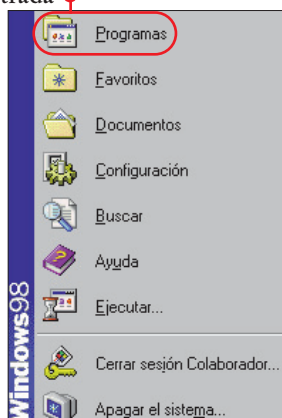 Programas
Favoritos
Documentos
Configuración
Buscar
Ayuda
Ejecutar...
Cerrar sesión Colaborador...
Apagar el sistema...
Windows98